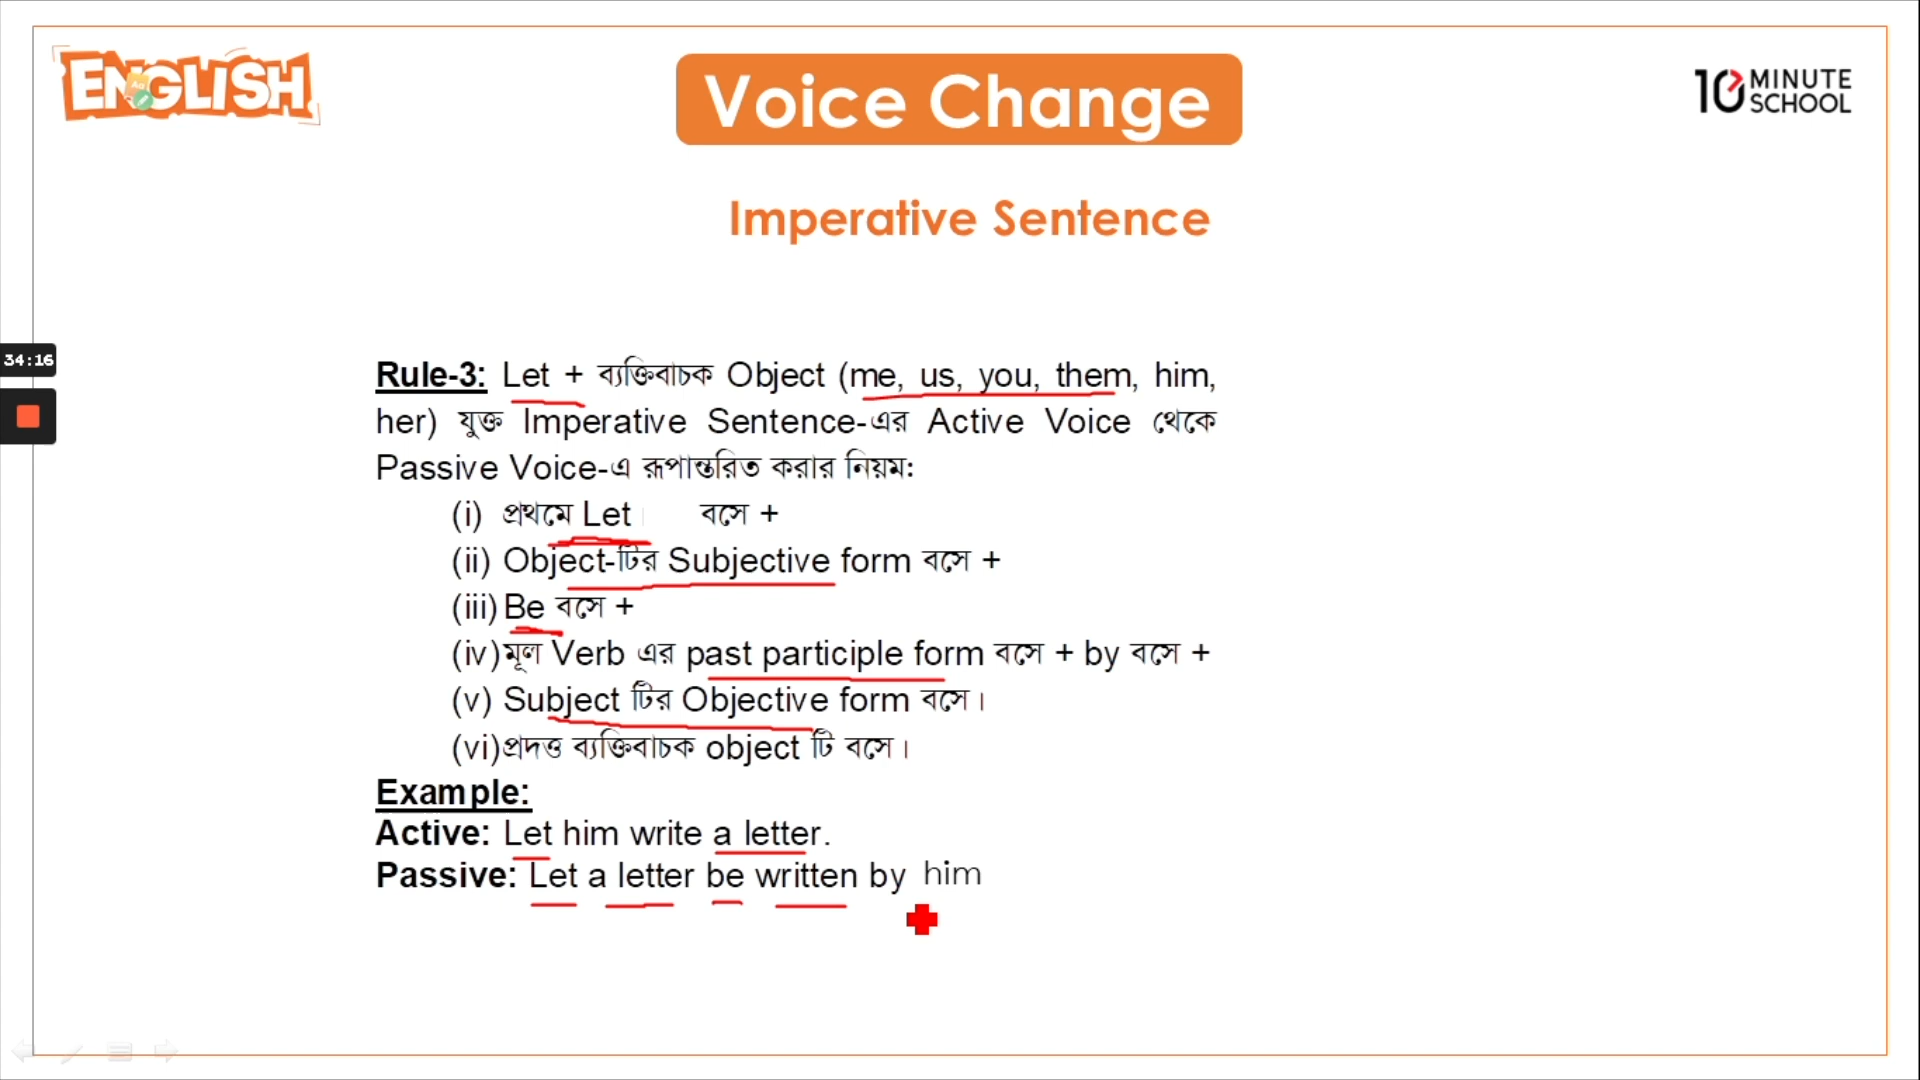 ENGLISH
Voice Change
10 MINUTE SCHOOL
Imperative Sentence
34:16
Rule-3: Let + ব্যক্তিবাচক Object (me, us, you, them, him,
her) যুক্ত Imperative Sentence-এর Active Voice থেকে
Passive Voice-এ রূপান্তরিত করার নিয়ম:
(i) প্রথমে Let বসে +
(ii) Object-টির Subjective form বসে +
(iii) Be বসে +
(iv) মূল Verb এর past participle form বসে + by বসে +
(v) Subject টির Objective form বসে।
(vi) প্রদত্ত ব্যক্তিবাচক object টি বসে।
Example:
Active: Let him write a letter.
Passive: Let a letter be written by him